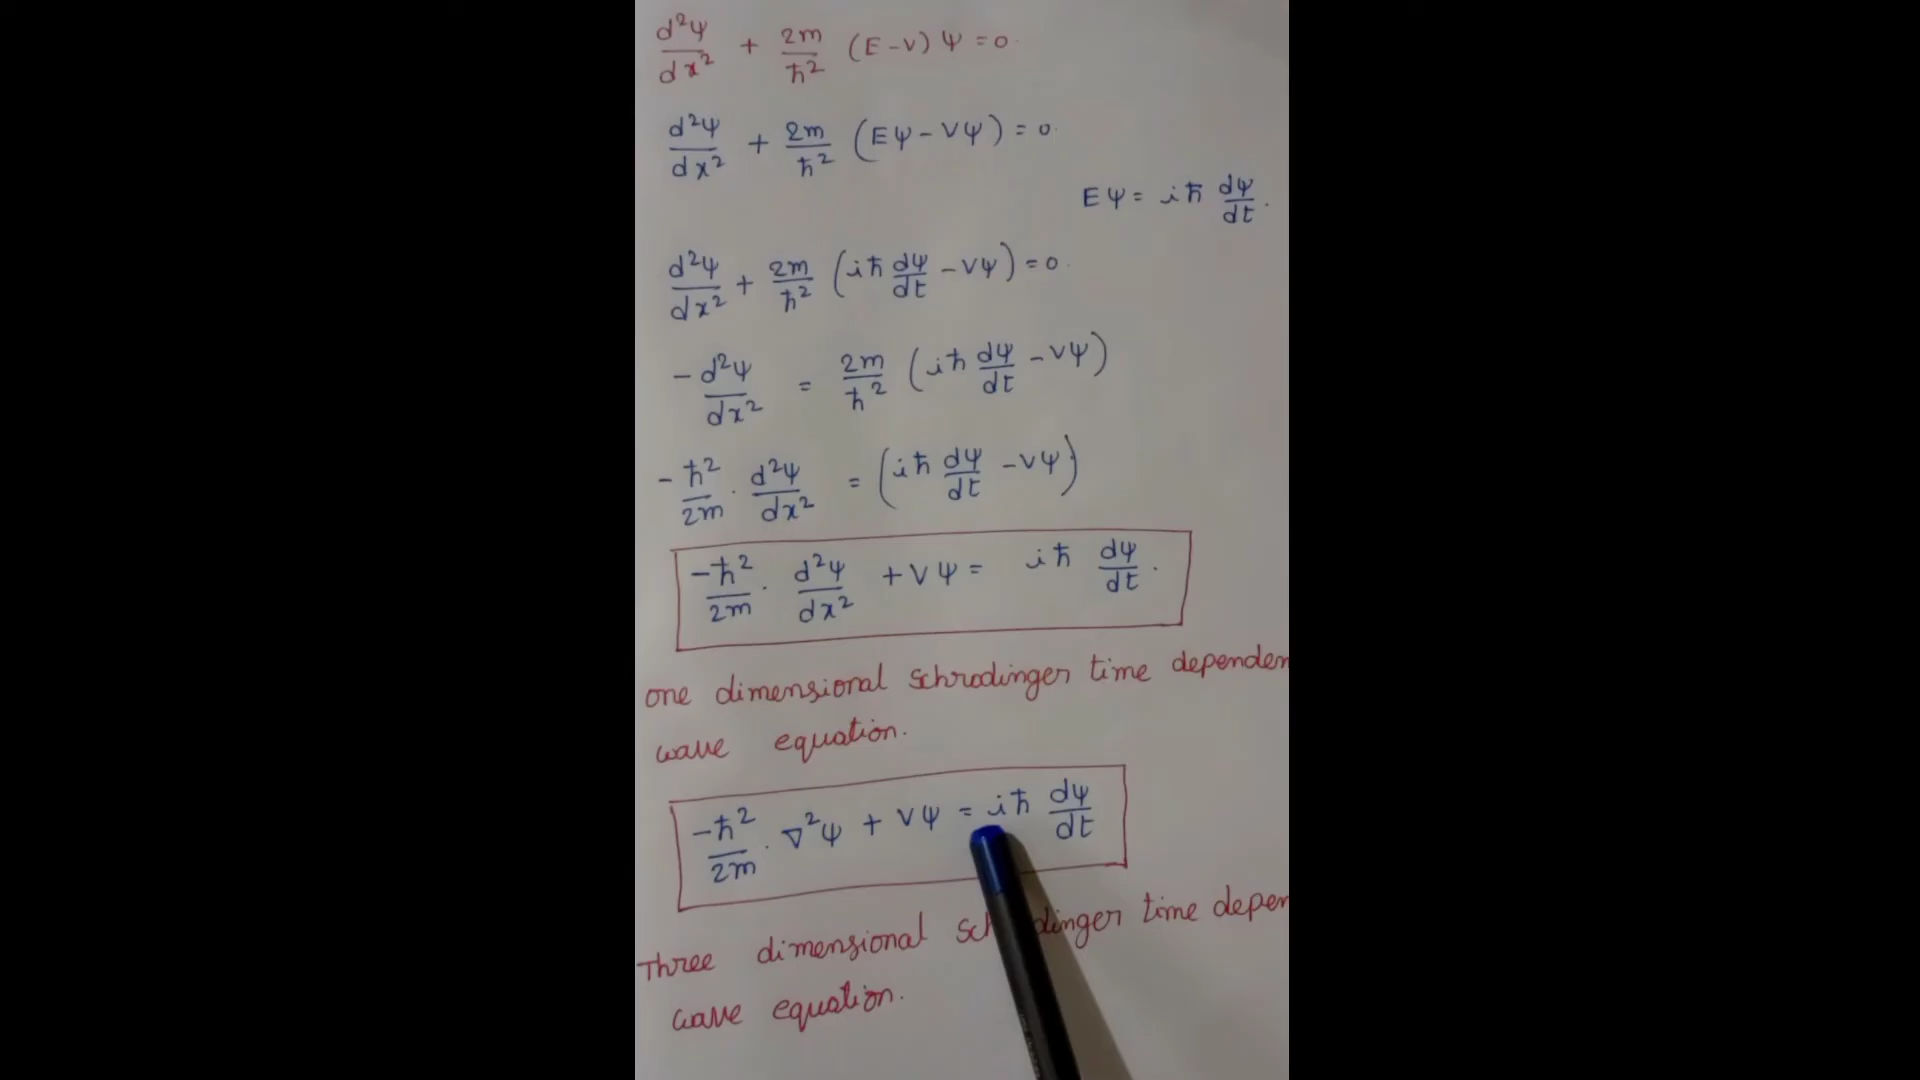 d²ψ/dx² + 2m/ħ² (E-V) ψ = 0.
d²ψ/dx² + 2m/ħ² (Eψ - Vψ) = 0.
Eψ = iħ dψ/dt.
d²ψ/dx² + 2m/ħ² (iħ dψ/dt - Vψ) = 0.
-d²ψ/dx² = 2m/ħ² (iħ dψ/dt - Vψ)
-ħ²/2m . d²ψ/dx² = (iħ dψ/dt - Vψ)
-ħ²/2m . d²ψ/dx² + Vψ = iħ dψ/dt.
one dimensional Schrodinger time dependen
wave equation.
-ħ²/2m . ∇²ψ + Vψ = iħ dψ/dt
Three dimensional Schrodinger time depen
wave equation.